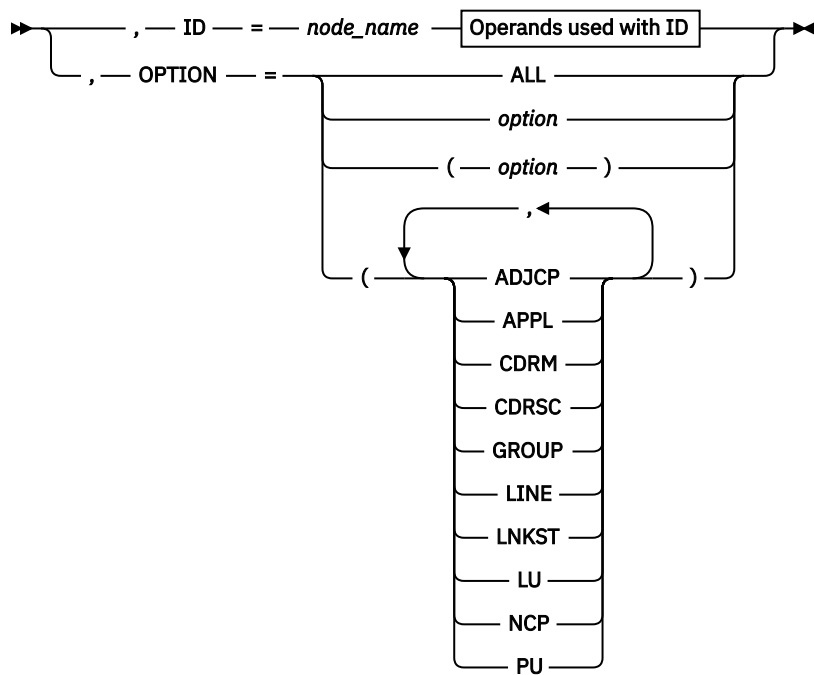 , ID = node_name Operands used with ID
, OPTION = ALL
option
( option )
,
( ADJCP )
APPL
CDRM
CDRSC
GROUP
LINE
LNKST
LU
NCP
PU